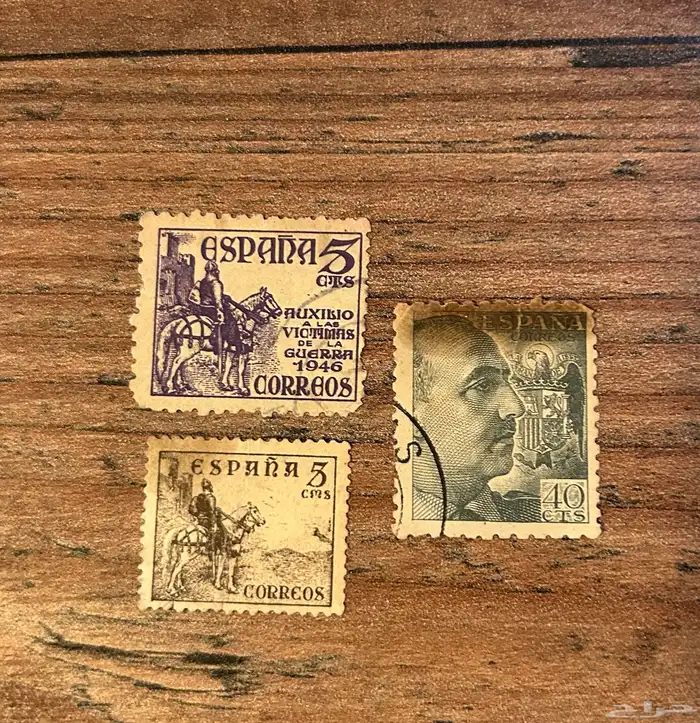 ESPAÑA 5
CTS
AUXILIO
A LAS
VICTIMAS
DE LA
GUERRA
1946
CORREOS
ESPAÑA
CORREOS
40
CTS
S
ESPAÑA 5
CTS
CORREOS
حراج